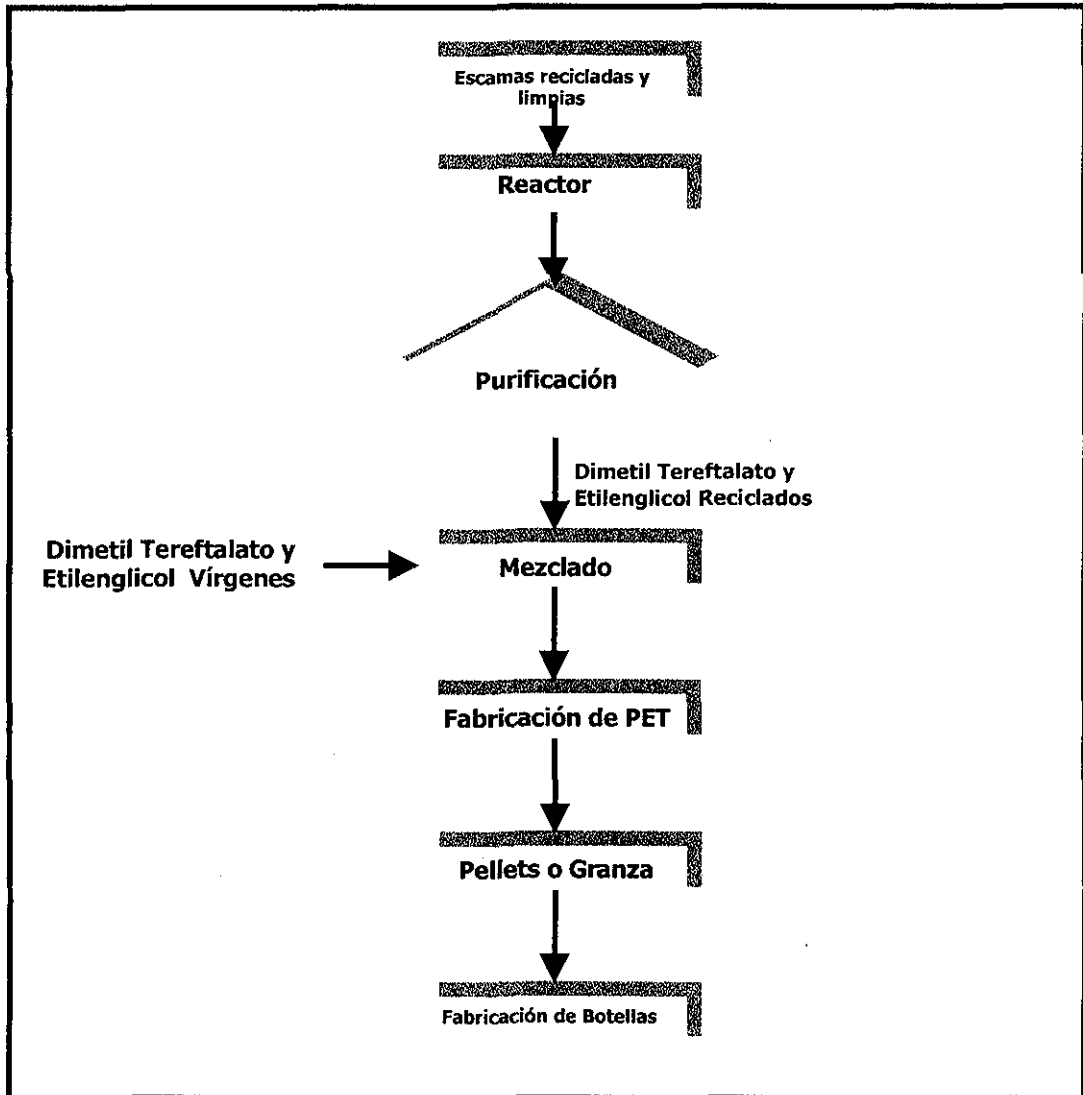 Escamas recicladas y
limpias
Reactor
Purificación
Dimetil Tereftalato y
Etilenglicol Reciclados
Dimetil Tereftalato y
Etilenglicol Vírgenes
Mezclado
Fabricación de PET
Pellets o Granza
Fabricación de Botellas